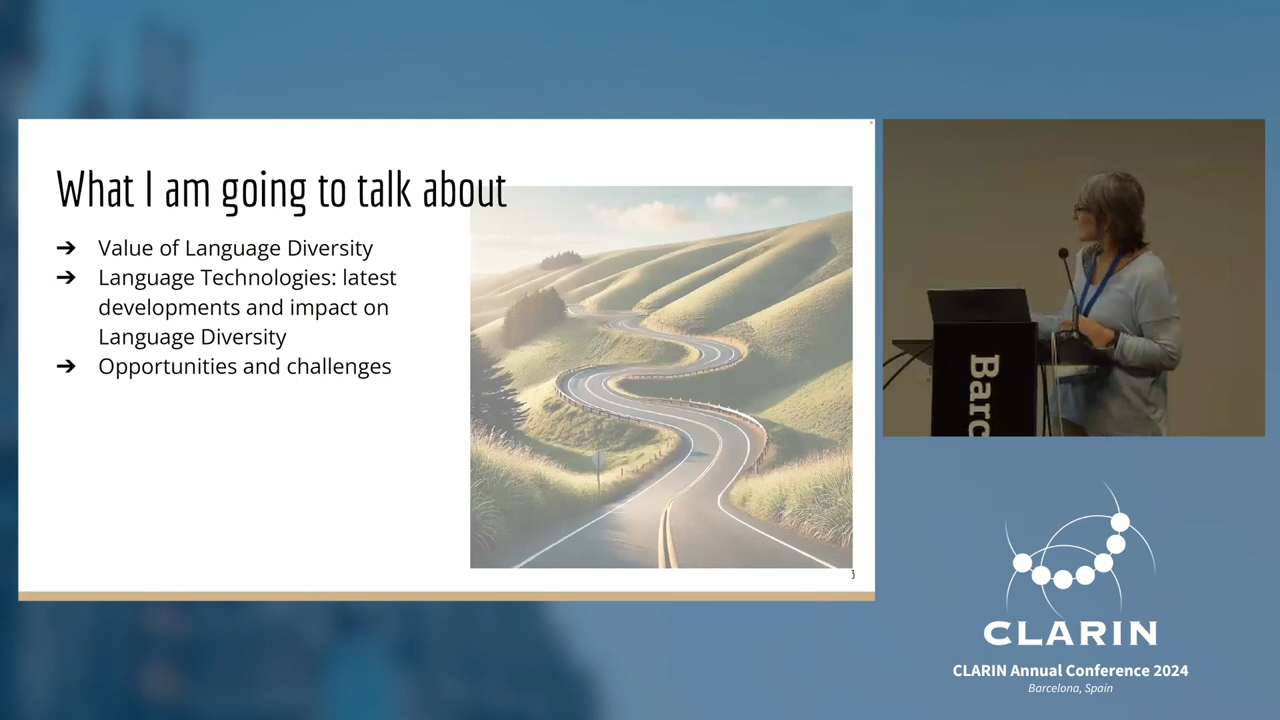 What I am going to talk about
➔ Value of Language Diversity
➔ Language Technologies: latest
developments and impact on
Language Diversity
➔ Opportunities and challenges
3
Barc
CLARIN
CLARIN Annual Conference 2024
Barcelona, Spain